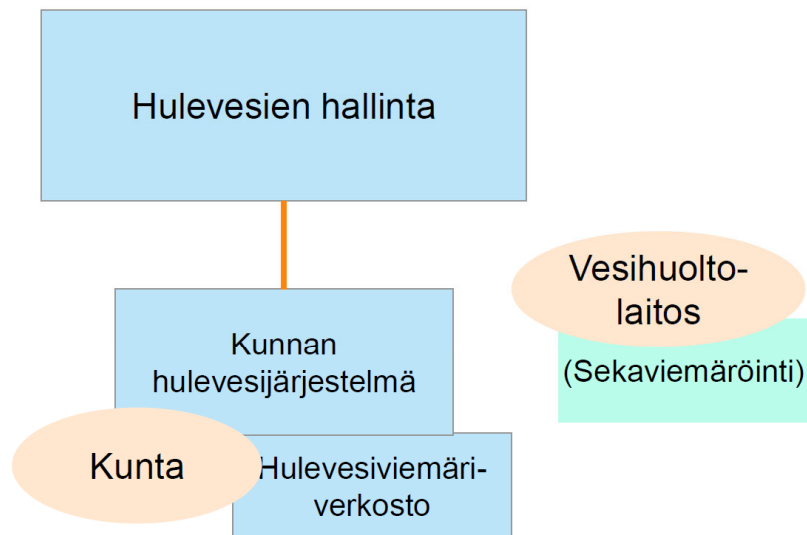 Hulevesien hallinta
Vesihuolto-
laitos
Kunnan
hulevesijärjestelmä
(Sekaviemäröinti)
Kunta
Hulevesiviemäri-
verkosto